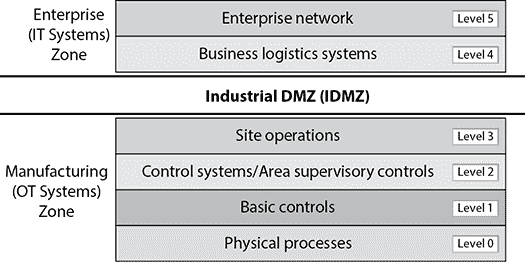 Enterprise
(IT Systems)
Zone
Enterprise network Level 5
Business logistics systems Level 4
Industrial DMZ (IDMZ)
Manufacturing
(OT Systems)
Zone
Site operations Level 3
Control systems/Area supervisory controls Level 2
Basic controls Level 1
Physical processes Level 0